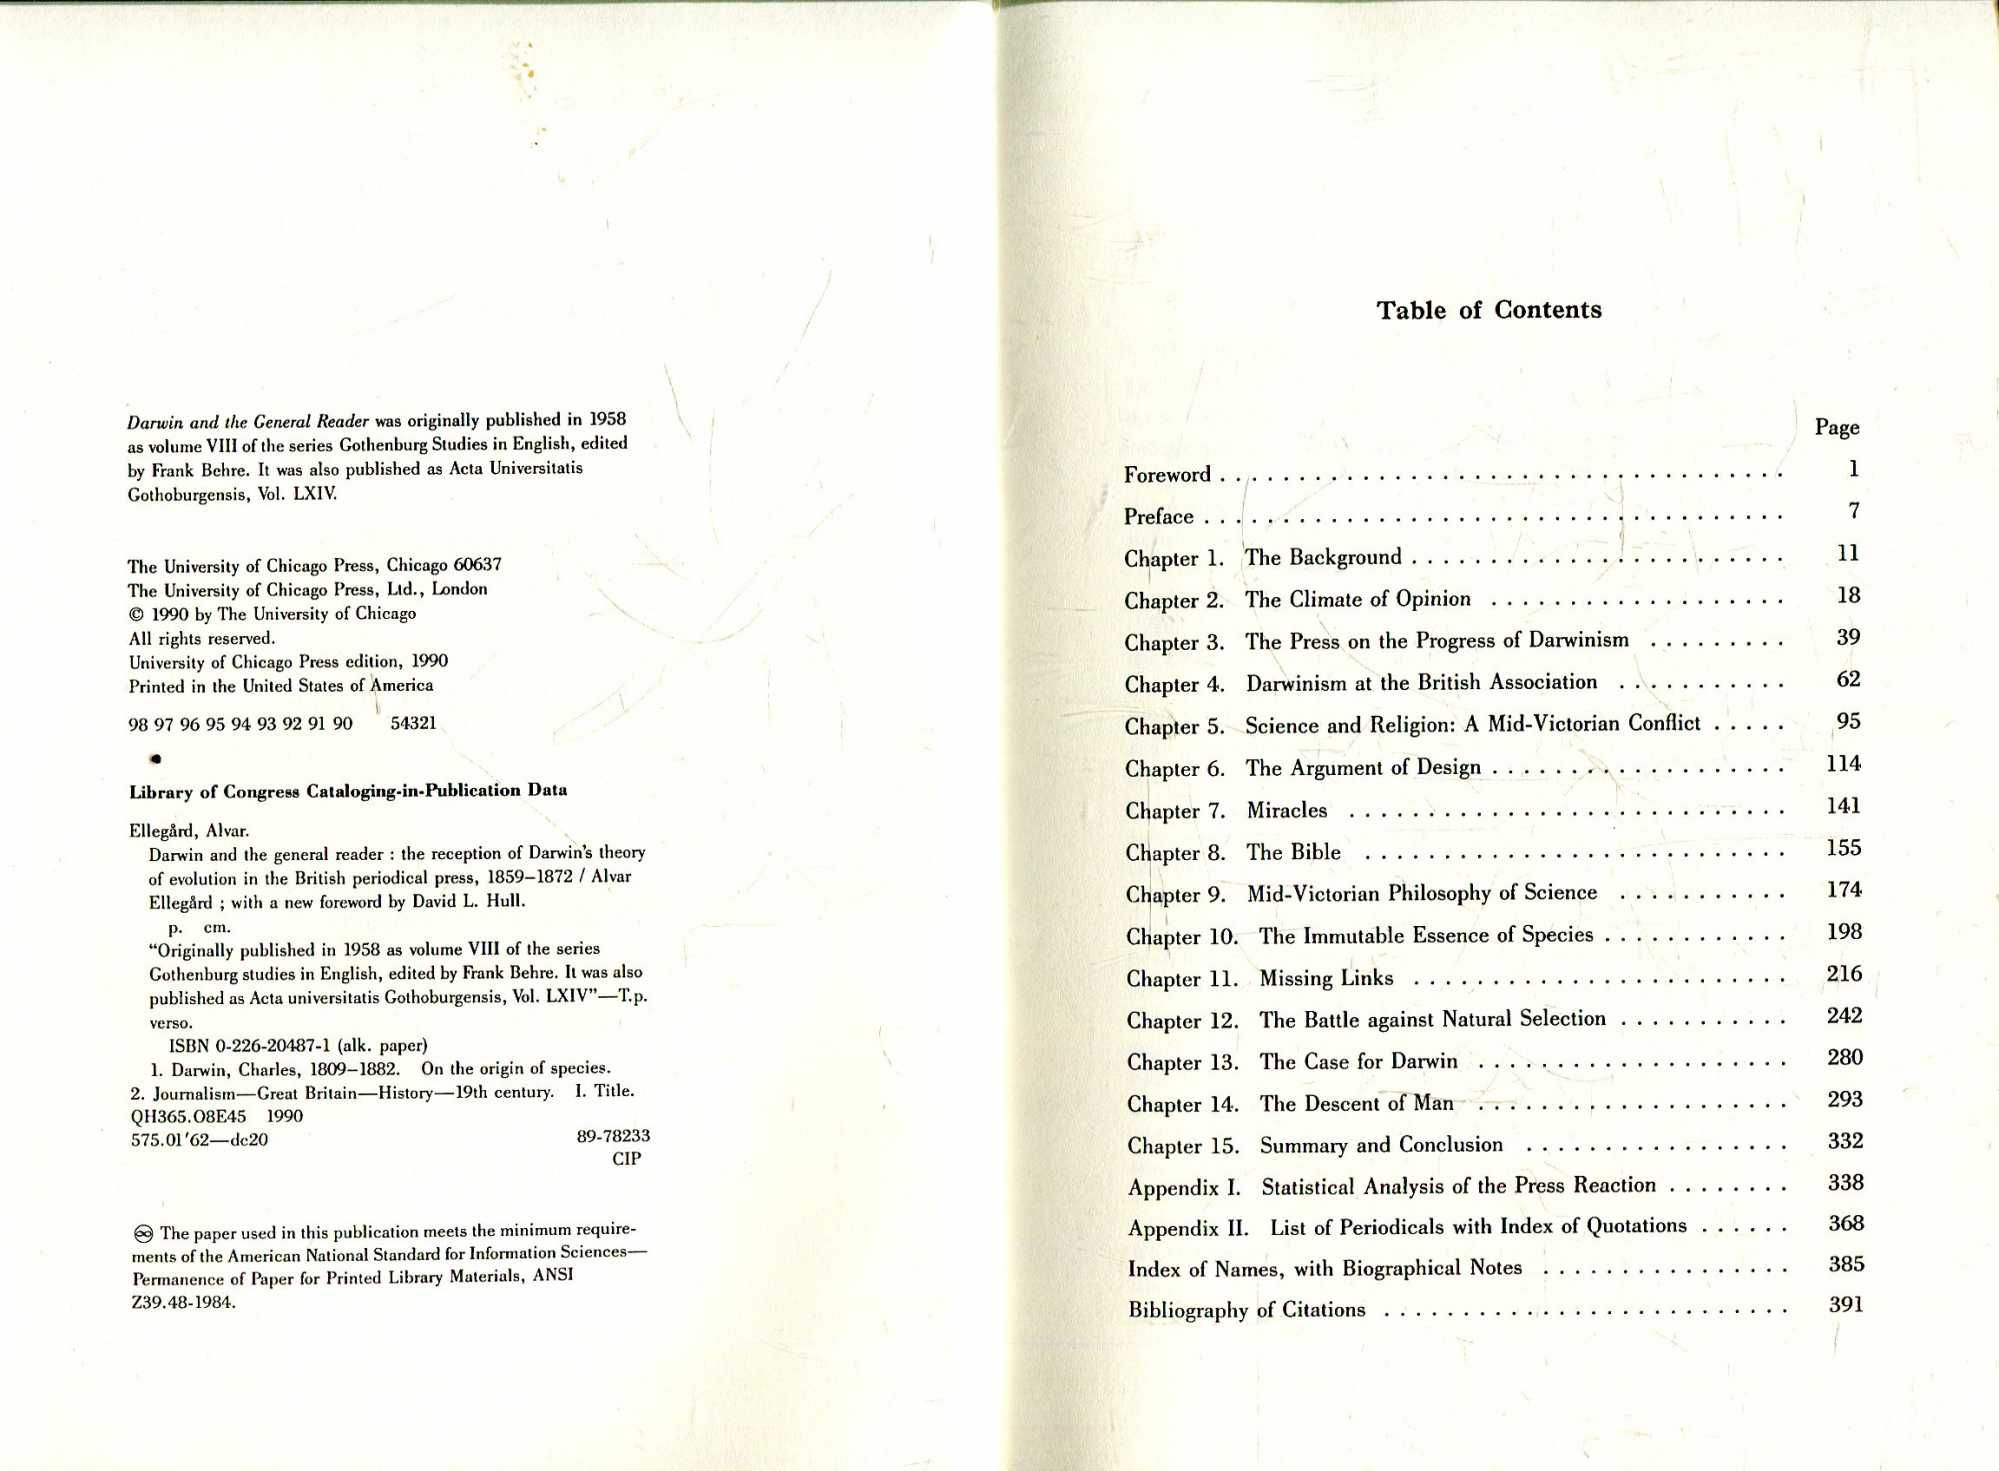 Darwin and the General Reader was originally published in 1958
as volume VIII of the series Gothenburg Studies in English, edited
by Frank Behre. It was also published as Acta Universitatis
Gothoburgensis, Vol. LXIV.
The University of Chicago Press, Chicago 60637
The University of Chicago Press, Ltd., London
© 1990 by The University of Chicago
All rights reserved.
University of Chicago Press edition, 1990
Printed in the United States of America
98 97 96 95 94 93 92 91 90 54321
Library of Congress Cataloging-in-Publication Data
Ellegård, Alvar.
Darwin and the general reader : the reception of Darwin's theory
of evolution in the British periodical press, 1859–1872 / Alvar
Ellegård ; with a new foreword by David L. Hull.
p. cm.
“Originally published in 1958 as volume VIII of the series
Gothenburg studies in English, edited by Frank Behre. It was also
published as Acta universitatis Gothoburgensis, Vol. LXIV”—T.p.
verso.
ISBN 0-226-20487-1 (alk. paper)
1. Darwin, Charles, 1809–1882. On the origin of species.
2. Journalism—Great Britain—History—19th century. I. Title.
QH365.O8E45 1990
575.01'62—dc20 89-78233
CIP
♾ The paper used in this publication meets the minimum require-
ments of the American National Standard for Information Sciences—
Permanence of Paper for Printed Library Materials, ANSI
Z39.48-1984.
Table of Contents
Page
Foreword . . . . . . . . . . . . . . . . . . . . 1
Preface . . . . . . . . . . . . . . . . . . . . 7
Chapter 1. The Background . . . . . . . . . . . . . . . 11
Chapter 2. The Climate of Opinion . . . . . . . . . . . . . 18
Chapter 3. The Press on the Progress of Darwinism . . . . . . . . . 39
Chapter 4. Darwinism at the British Association . . . . . . . . . . . 62
Chapter 5. Science and Religion: A Mid-Victorian Conflict . . . . . 95
Chapter 6. The Argument of Design . . . . . . . . . . . . . 114
Chapter 7. Miracles . . . . . . . . . . . . . . . . . 141
Chapter 8. The Bible . . . . . . . . . . . . . . . . . 155
Chapter 9. Mid-Victorian Philosophy of Science . . . . . . . . . . . 174
Chapter 10. The Immutable Essence of Species . . . . . . . . . . . . 198
Chapter 11. Missing Links . . . . . . . . . . . . . . . . 216
Chapter 12. The Battle against Natural Selection . . . . . . . . . . . 242
Chapter 13. The Case for Darwin . . . . . . . . . . . . . . 280
Chapter 14. The Descent of Man . . . . . . . . . . . . . . 293
Chapter 15. Summary and Conclusion . . . . . . . . . . . . . 332
Appendix I. Statistical Analysis of the Press Reaction . . . . . . . . 338
Appendix II. List of Periodicals with Index of Quotations . . . . . . 368
Index of Names, with Biographical Notes . . . . . . . . . . . . . 385
Bibliography of Citations . . . . . . . . . . . . . . . . 391